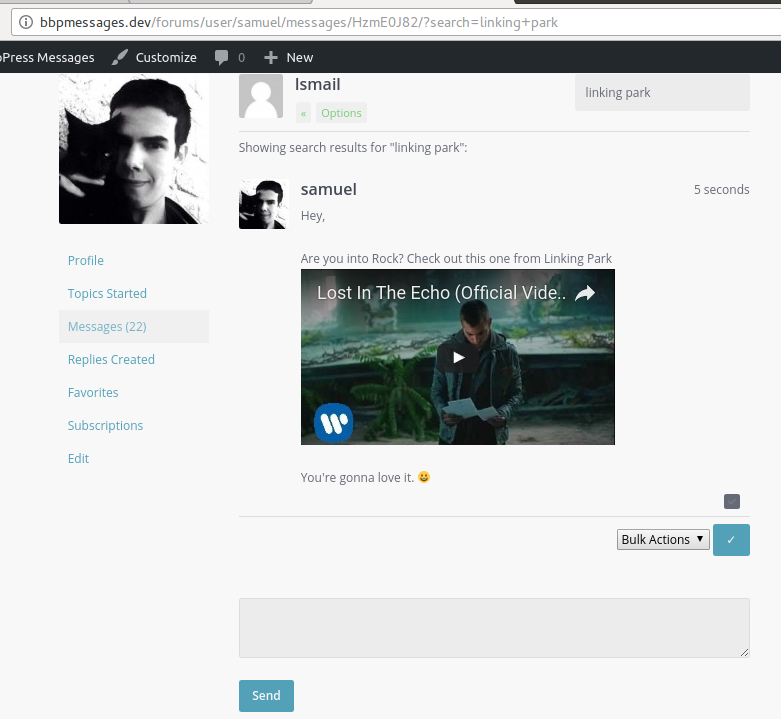 bbpmessages.dev/forums/user/samuel/messages/HzmE0J82/?search=linking+park
Press Messages Customize 0 New
Ismail
linking park
« Options
Showing search results for "linking park":
samuel
5 seconds
Hey,
Are you into Rock? Check out this one from Linking Park
Lost In The Echo (Official Vide..
You're gonna love it. 😀
Profile
Topics Started
Messages (22)
Replies Created
Favorites
Subscriptions
Edit
Bulk Actions
✓
Send